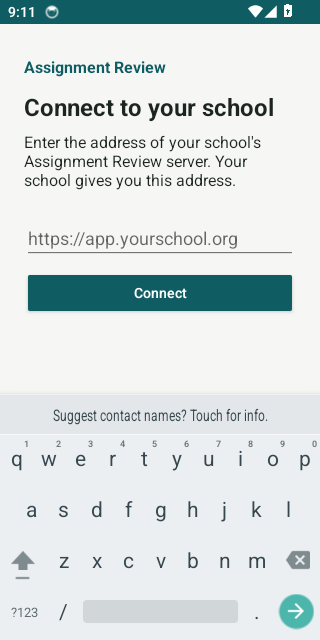 9:11
Assignment Review
Connect to your school
Enter the address of your school's
Assignment Review server. Your
school gives you this address.
https://app.yourschool.org
Connect
Suggest contact names? Touch for info.
1 2 3 4 5 6 7 8 9 0
q w e r t y u i o p
a s d f g h j k l
z x c v b n m
?123 / .